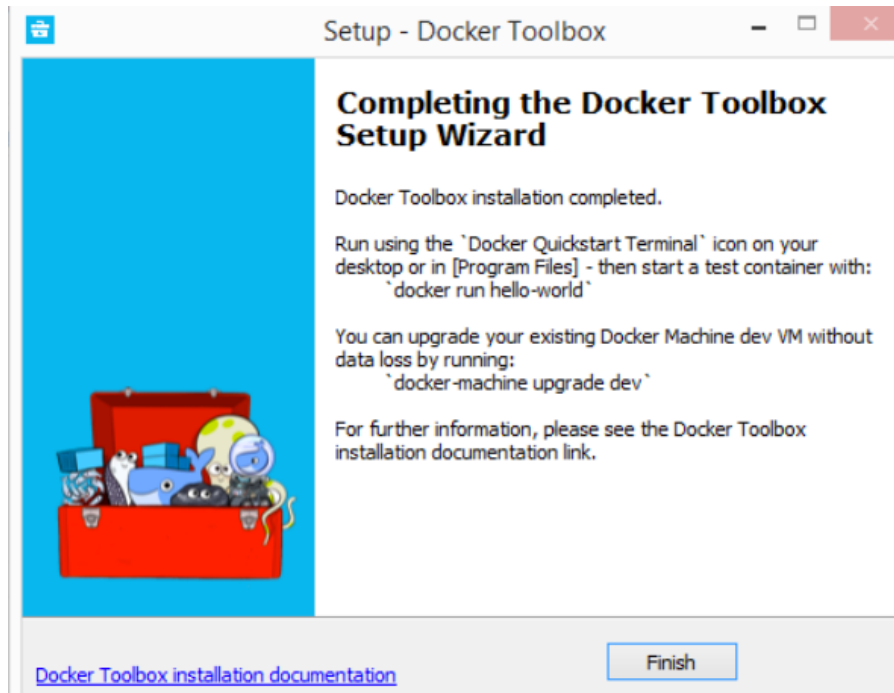 Setup - Docker Toolbox
Completing the Docker Toolbox
Setup Wizard
Docker Toolbox installation completed.
Run using the `Docker Quickstart Terminal` icon on your
desktop or in [Program Files] - then start a test container with:
`docker run hello-world`
You can upgrade your existing Docker Machine dev VM without
data loss by running:
`docker-machine upgrade dev`
For further information, please see the Docker Toolbox
installation documentation link.
Docker Toolbox installation documentation
Finish